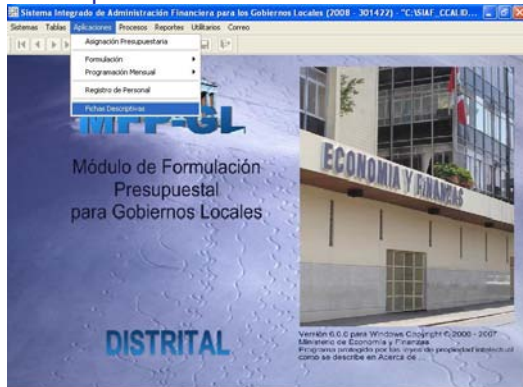 Sistema Integrado de Administración Financiera para los Gobiernos Locales (2008 - 301472) - "C:\SIAF_CCALID...
Sistemas Tablas Aplicaciones Procesos Reportes Utilitarios Correo
Asignación Presupuestaria
Formulación
Programación Mensual
Registro de Personal
Fichas Descriptivas
MFP-GL
Módulo de Formulación
Presupuestal
para Gobiernos Locales
ECONOMIA Y FINANZAS
DISTRITAL
Versión 6.0.0 para Windows Copyright © 2000 - 2007
Ministerio de Economía y Finanzas
Programa protegido por las leyes de propiedad intelectual
como se describe en Acerca de ...